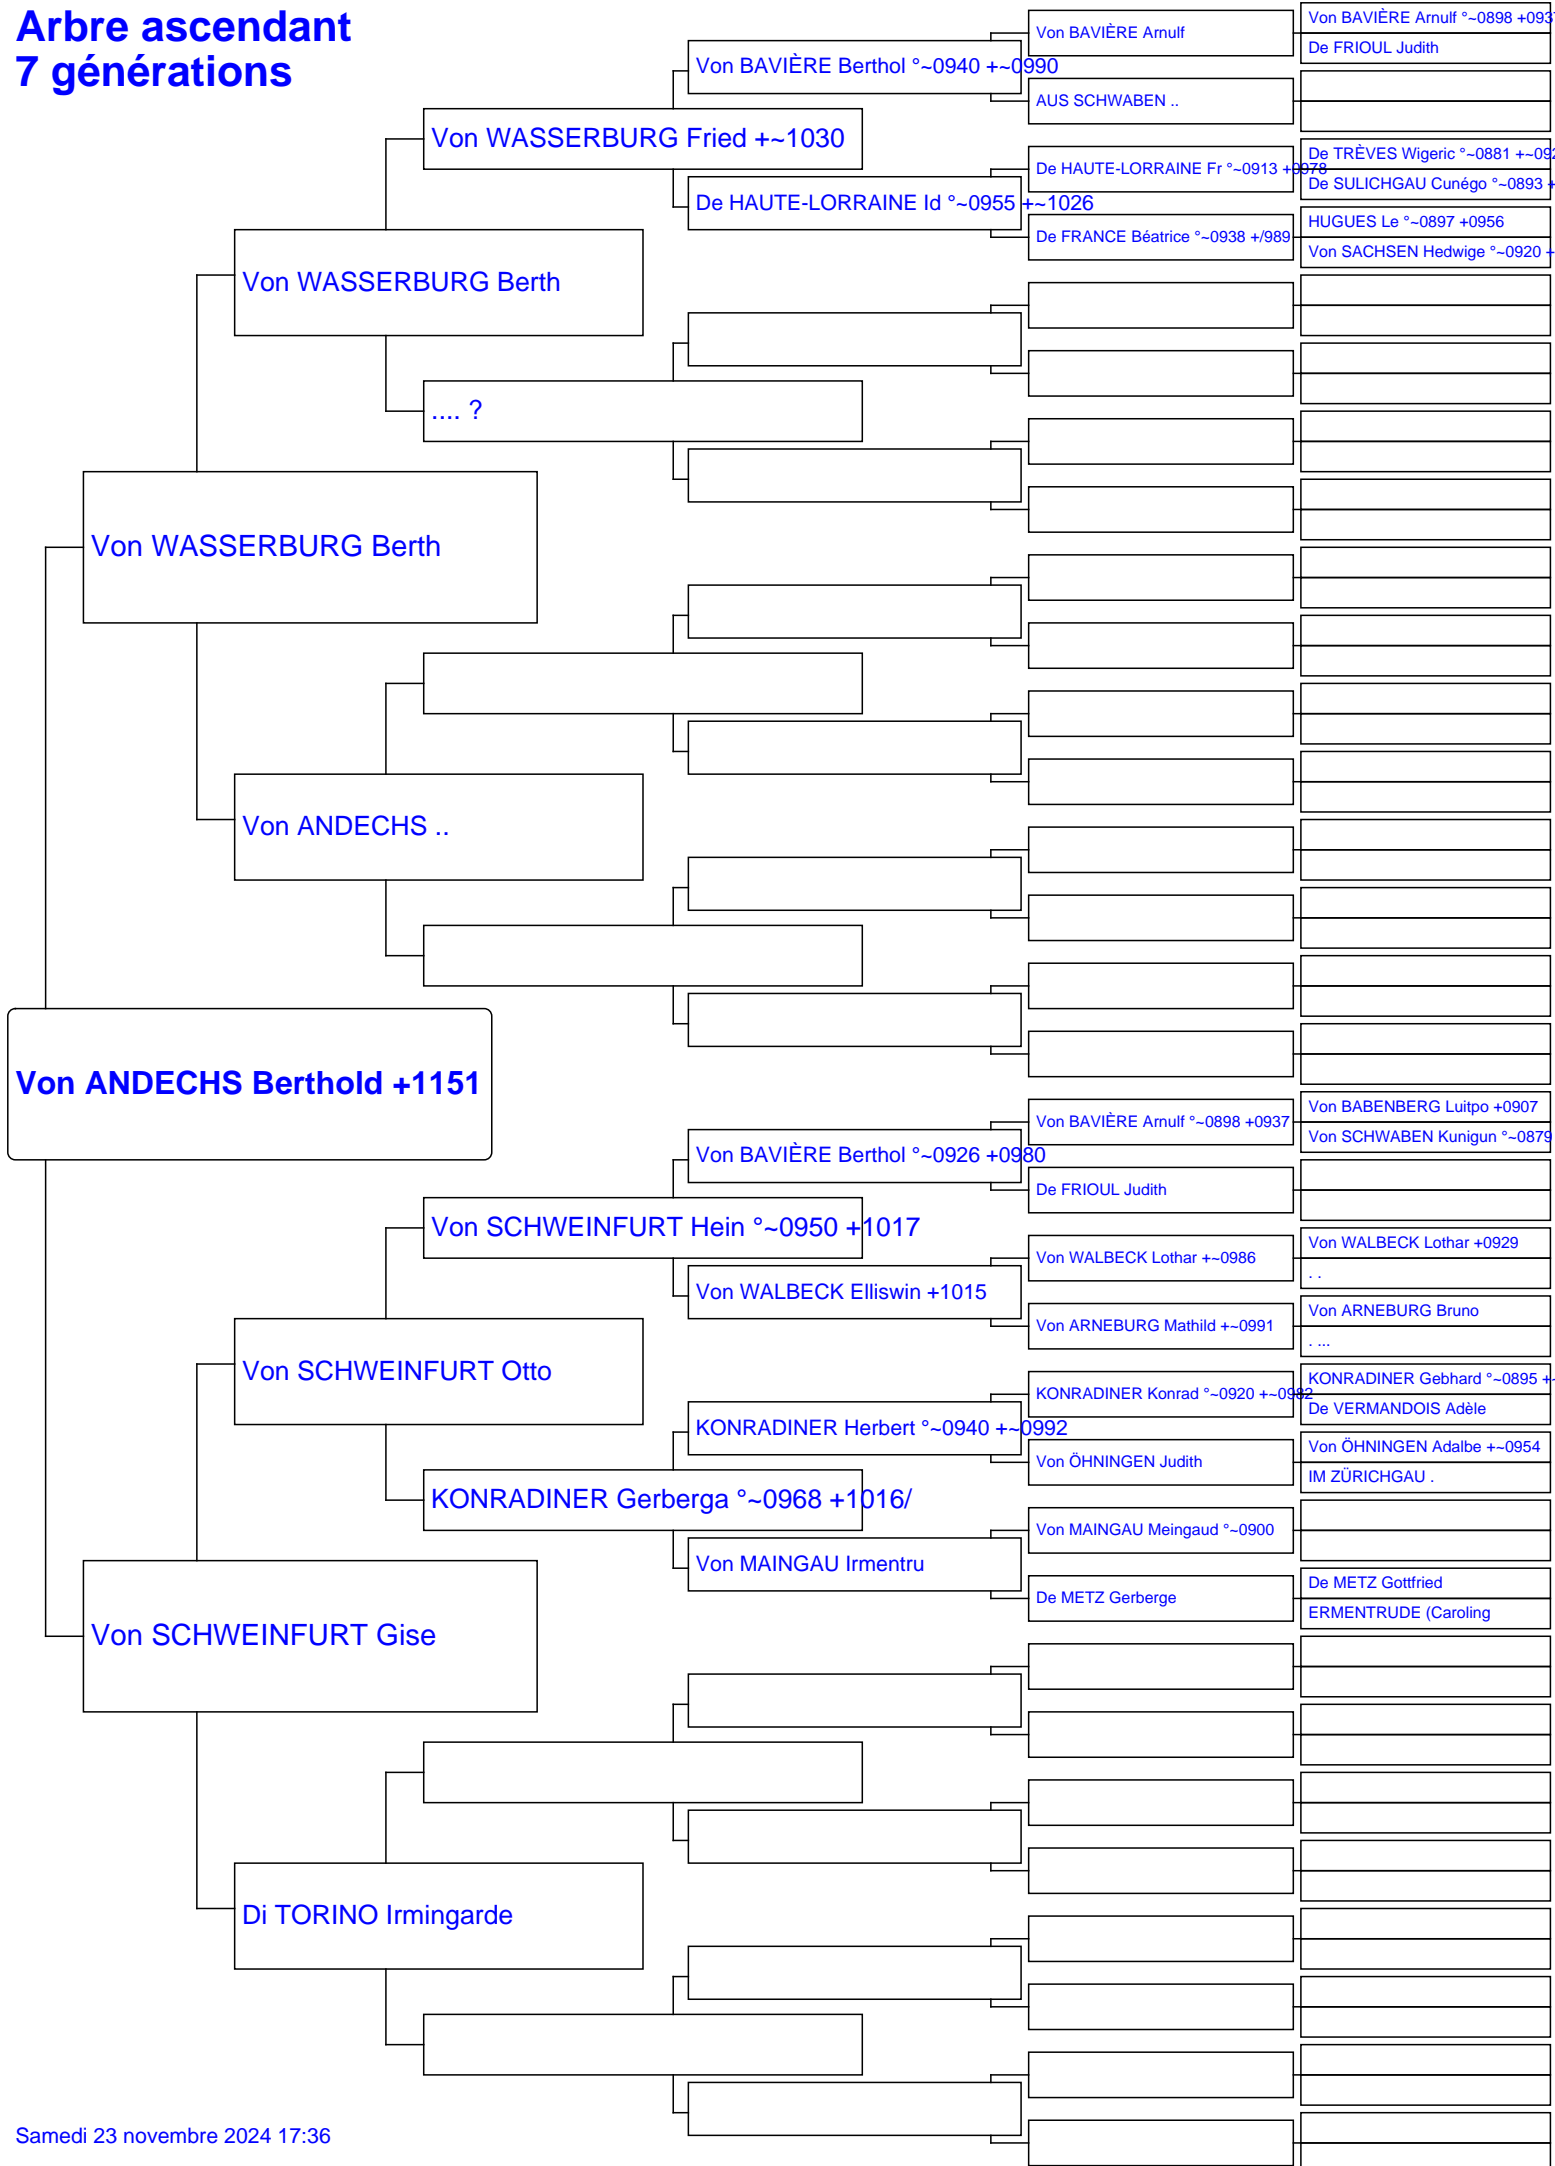 Arbre ascendant
7 générations
Von BAVIÈRE Arnulf °~0898 +0937
Von BAVIÈRE Arnulf
De FRIOUL Judith
Von BAVIÈRE Berthol °~0940 +~0990
AUS SCHWABEN ..
Von WASSERBURG Fried +~1030
De TRÈVES Wigeric °~0881 +~092
De HAUTE-LORRAINE Fr °~0913 +0978
De SULICHGAU Cunégo °~0893 +
De HAUTE-LORRAINE Id °~0955 +~1026
HUGUES Le °~0897 +0956
De FRANCE Béatrice °~0938 +/989
Von SACHSEN Hedwige °~0920 +
Von WASSERBURG Berth
.... ?
Von WASSERBURG Berth
Von ANDECHS ..
Von ANDECHS Berthold +1151
Von BABENBERG Luitpo +0907
Von BAVIÈRE Arnulf °~0898 +0937
Von SCHWABEN Kunigun °~0879
Von BAVIÈRE Berthol °~0926 +0980
De FRIOUL Judith
Von SCHWEINFURT Hein °~0950 +1017
Von WALBECK Lothar +0929
Von WALBECK Lothar +~0986
. .
Von WALBECK Elliswin +1015
Von ARNEBURG Bruno
Von ARNEBURG Mathild +~0991
. ...
Von SCHWEINFURT Otto
KONRADINER Gebhard °~0895 +~
KONRADINER Konrad °~0920 +~0982
De VERMANDOIS Adèle
KONRADINER Herbert °~0940 +~0992
Von ÖHNINGEN Adalbe +~0954
Von ÖHNINGEN Judith
IM ZÜRICHGAU .
KONRADINER Gerberga °~0968 +1016/
Von MAINGAU Meingaud °~0900
Von MAINGAU Irmentru
De METZ Gottfried
De METZ Gerberge
ERMENTRUDE (Caroling
Von SCHWEINFURT Gise
Di TORINO Irmingarde
Samedi 23 novembre 2024 17:36